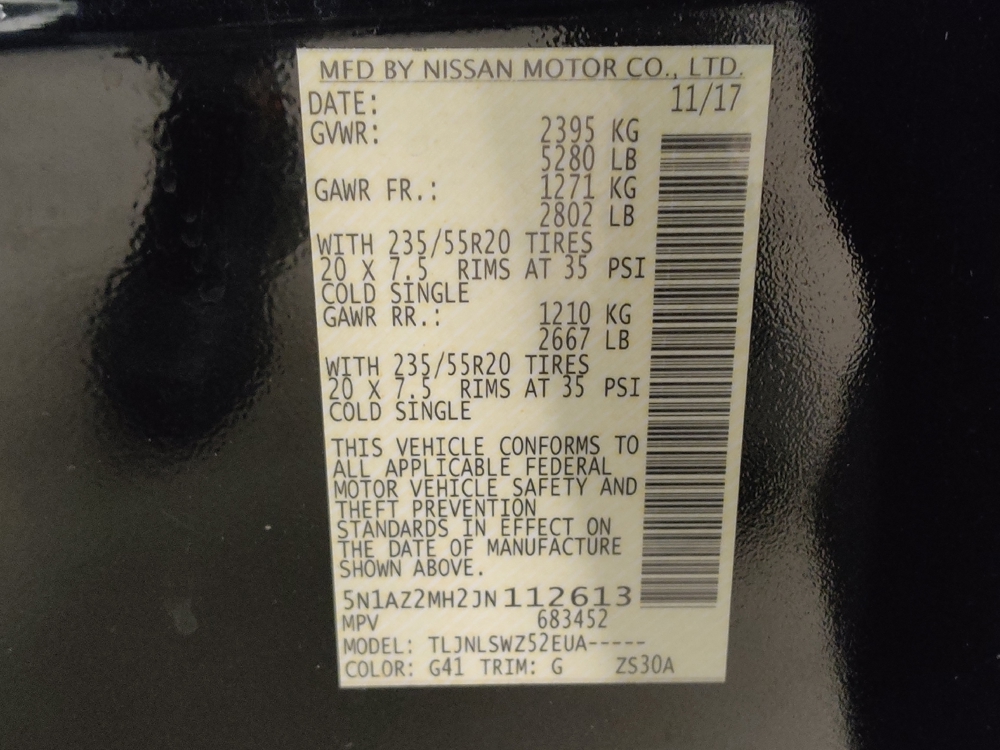 MFD BY NISSAN MOTOR CO., LTD.
DATE: 11/17
GVWR: 2395 KG
5280 LB
GAWR FR.: 1271 KG
2802 LB
WITH 235/55R20 TIRES
20 X 7.5 RIMS AT 35 PSI
COLD SINGLE
GAWR RR.: 1210 KG
2667 LB
WITH 235/55R20 TIRES
20 X 7.5 RIMS AT 35 PSI
COLD SINGLE
THIS VEHICLE CONFORMS TO
ALL APPLICABLE FEDERAL
MOTOR VEHICLE SAFETY AND
THEFT PREVENTION
STANDARDS IN EFFECT ON
THE DATE OF MANUFACTURE
SHOWN ABOVE.
5N1AZ2MH2JN112613
MPV 683452
MODEL: TLJNLSWZ52EUA-----
COLOR: G41 TRIM: G ZS30A